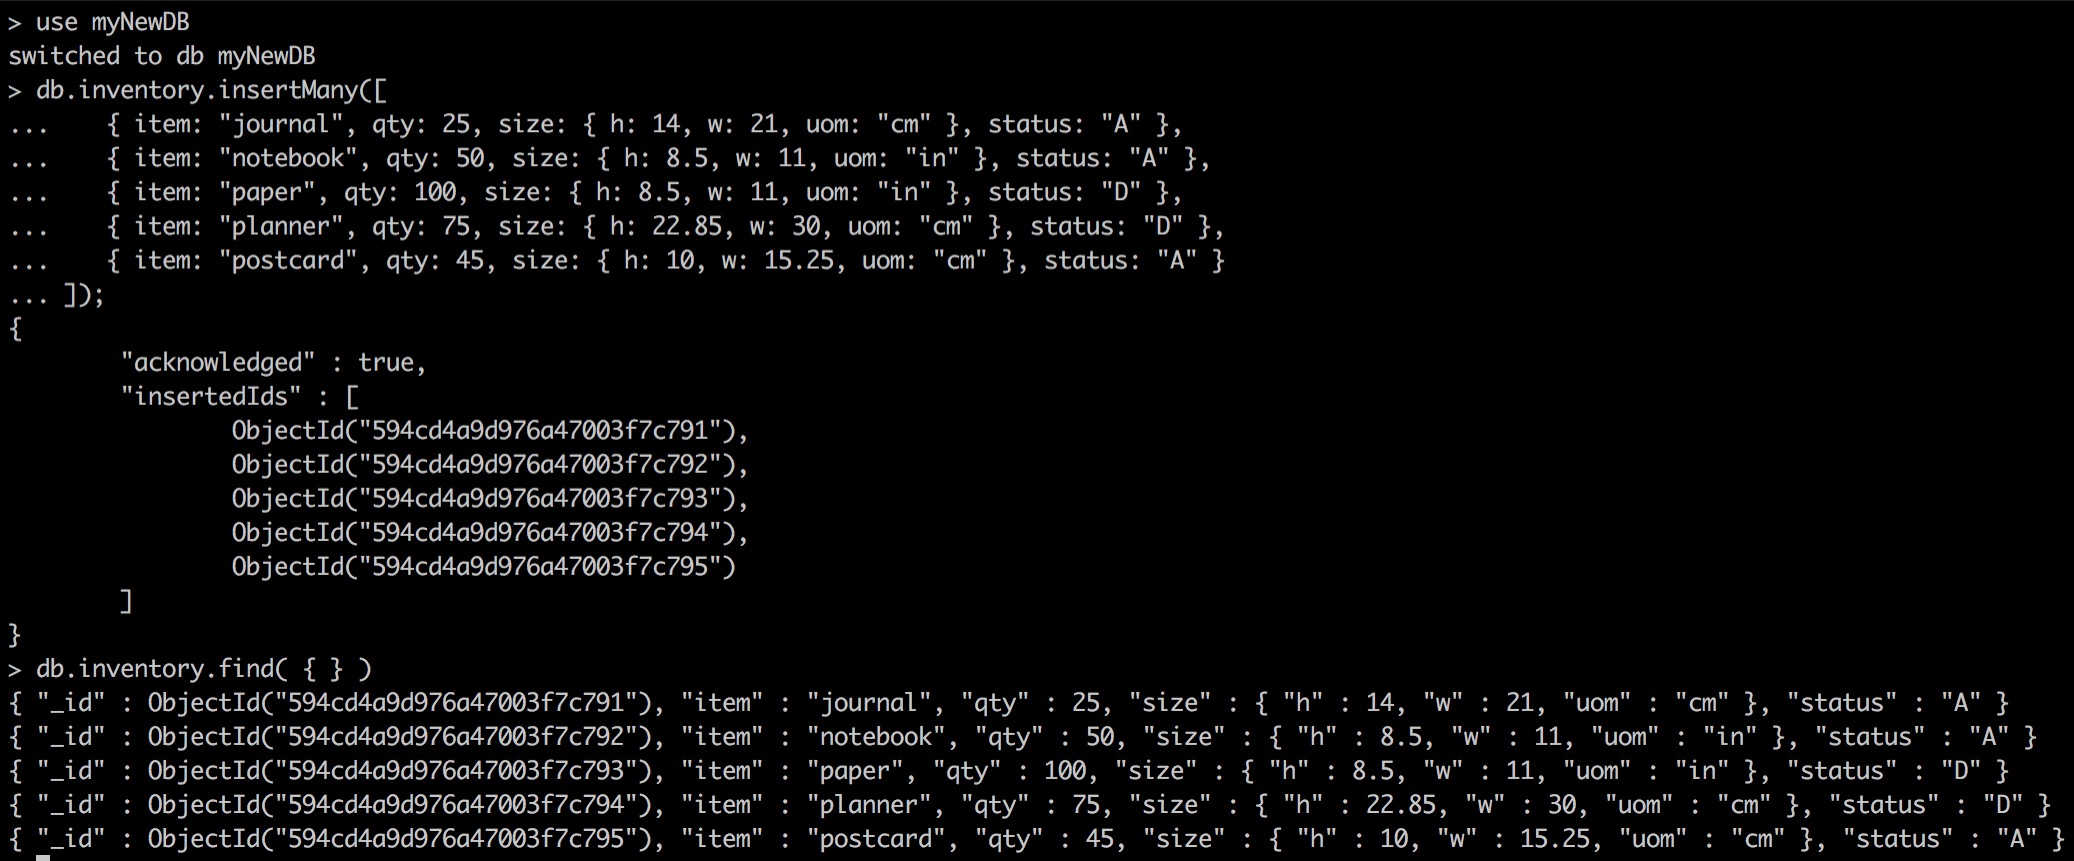 > use myNewDB
switched to db myNewDB
> db.inventory.insertMany([
...    { item: "journal", qty: 25, size: { h: 14, w: 21, uom: "cm" }, status: "A" },
...    { item: "notebook", qty: 50, size: { h: 8.5, w: 11, uom: "in" }, status: "A" },
...    { item: "paper", qty: 100, size: { h: 8.5, w: 11, uom: "in" }, status: "D" },
...    { item: "planner", qty: 75, size: { h: 22.85, w: 30, uom: "cm" }, status: "D" },
...    { item: "postcard", qty: 45, size: { h: 10, w: 15.25, uom: "cm" }, status: "A" }
... ]);
{
        "acknowledged" : true,
        "insertedIds" : [
                ObjectId("594cd4a9d976a47003f7c791"),
                ObjectId("594cd4a9d976a47003f7c792"),
                ObjectId("594cd4a9d976a47003f7c793"),
                ObjectId("594cd4a9d976a47003f7c794"),
                ObjectId("594cd4a9d976a47003f7c795")
        ]
}
> db.inventory.find( { } )
{ "_id" : ObjectId("594cd4a9d976a47003f7c791"), "item" : "journal", "qty" : 25, "size" : { "h" : 14, "w" : 21, "uom" : "cm" }, "status" : "A" }
{ "_id" : ObjectId("594cd4a9d976a47003f7c792"), "item" : "notebook", "qty" : 50, "size" : { "h" : 8.5, "w" : 11, "uom" : "in" }, "status" : "A" }
{ "_id" : ObjectId("594cd4a9d976a47003f7c793"), "item" : "paper", "qty" : 100, "size" : { "h" : 8.5, "w" : 11, "uom" : "in" }, "status" : "D" }
{ "_id" : ObjectId("594cd4a9d976a47003f7c794"), "item" : "planner", "qty" : 75, "size" : { "h" : 22.85, "w" : 30, "uom" : "cm" }, "status" : "D" }
{ "_id" : ObjectId("594cd4a9d976a47003f7c795"), "item" : "postcard", "qty" : 45, "size" : { "h" : 10, "w" : 15.25, "uom" : "cm" }, "status" : "A" }